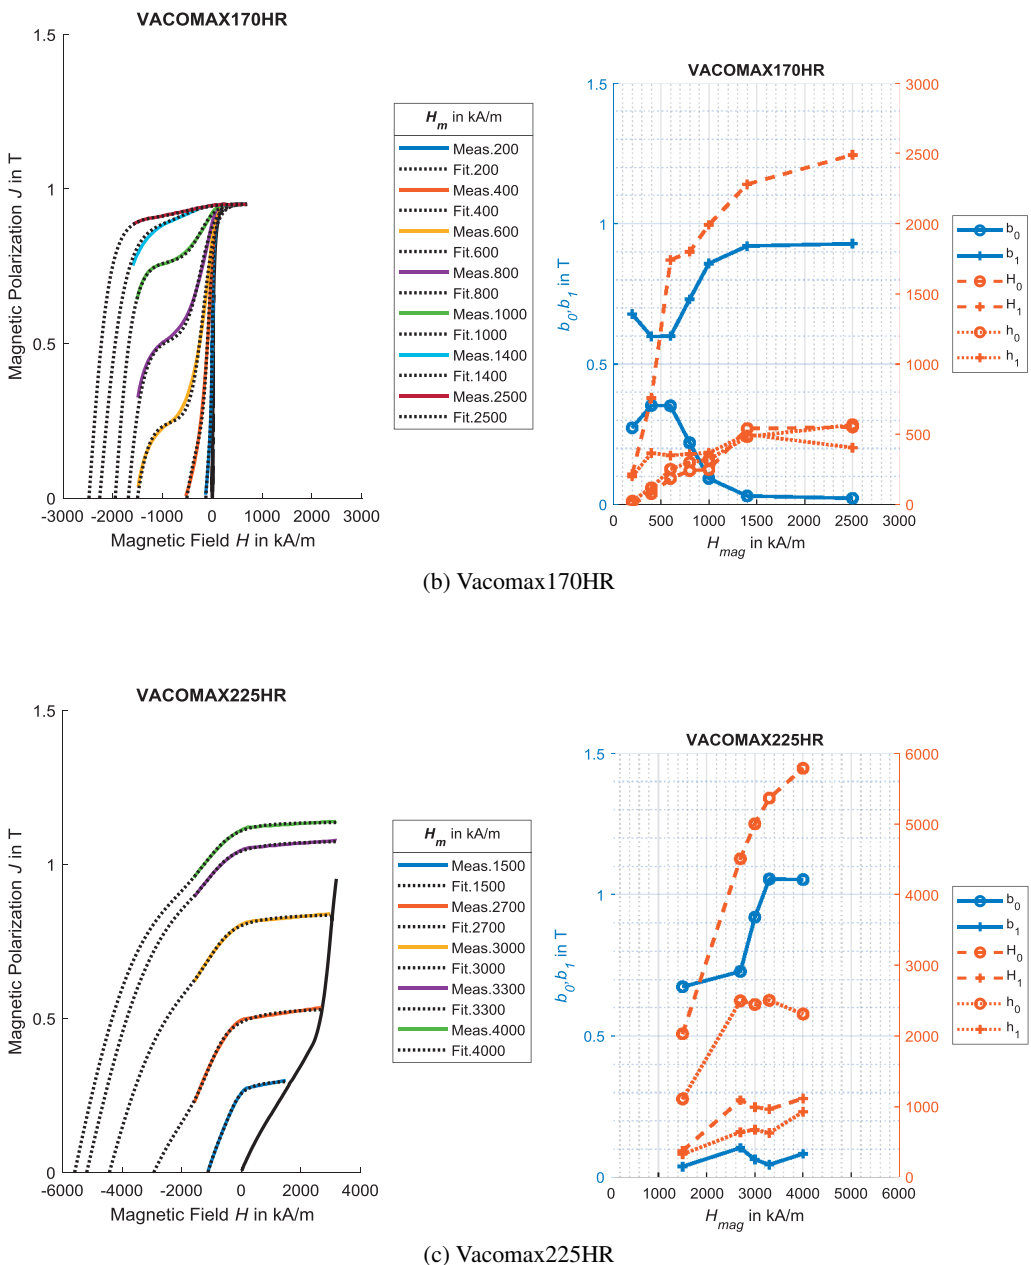 VACOMAX170HR
1.5
1
0.5
0
Magnetic Polarization J in T
-3000 -2000 -1000 0 1000 2000 3000
Magnetic Field H in kA/m
H_m in kA/m
Meas.200
Fit.200
Meas.400
Fit.400
Meas.600
Fit.600
Meas.800
Fit.800
Meas.1000
Fit.1000
Meas.1400
Fit.1400
Meas.2500
Fit.2500
VACOMAX170HR
1.5
1
0.5
0
b_0,b_1 in T
3000
2500
2000
1500
1000
500
0
0 500 1000 1500 2000 2500 3000
H_mag in kA/m
b_0
b_1
H_0
H_1
h_0
h_1
(b) Vacomax170HR
VACOMAX225HR
1.5
1
0.5
0
Magnetic Polarization J in T
-6000 -4000 -2000 0 2000 4000
Magnetic Field H in kA/m
H_m in kA/m
Meas.1500
Fit.1500
Meas.2700
Fit.2700
Meas.3000
Fit.3000
Meas.3300
Fit.3300
Meas.4000
Fit.4000
VACOMAX225HR
1.5
1
0.5
0
b_0,b_1 in T
6000
5000
4000
3000
2000
1000
0
0 1000 2000 3000 4000 5000 6000
H_mag in kA/m
b_0
b_1
H_0
H_1
h_0
h_1
(c) Vacomax225HR